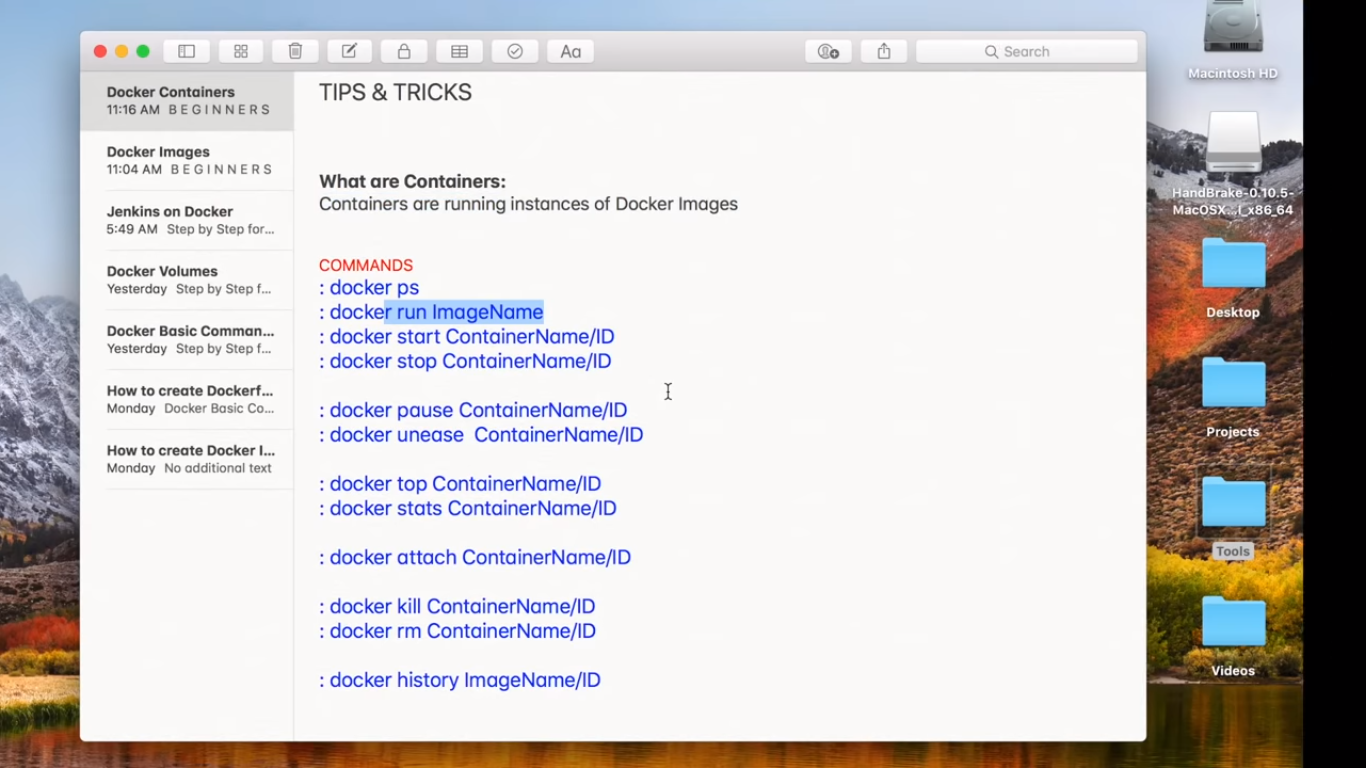 Aa
Search
Docker Containers
11:16 AM BEGINNERS
Docker Images
11:04 AM BEGINNERS
Jenkins on Docker
5:49 AM Step by Step for...
Docker Volumes
Yesterday Step by Step f...
Docker Basic Comman...
Yesterday Step by Step f...
How to create Dockerf...
Monday Docker Basic Co...
How to create Docker I...
Monday No additional text
TIPS & TRICKS
What are Containers:
Containers are running instances of Docker Images
COMMANDS
: docker ps
: docker run ImageName
: docker start ContainerName/ID
: docker stop ContainerName/ID
: docker pause ContainerName/ID
: docker unease  ContainerName/ID
: docker top ContainerName/ID
: docker stats ContainerName/ID
: docker attach ContainerName/ID
: docker kill ContainerName/ID
: docker rm ContainerName/ID
: docker history ImageName/ID
Macintosh HD
HandBrake-0.10.5-
MacOSX...l_x86_64
Desktop
Projects
Tools
Videos